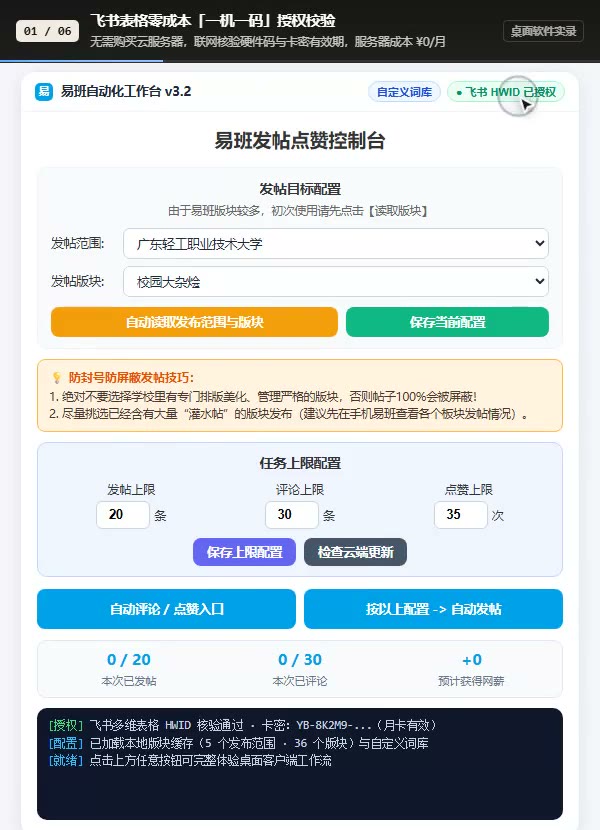 01 / 06
飞书表格零成本「一机一码」授权核验
无需购买云服务器，联网核验硬件码与卡密有效期，服务器成本 ¥0/月
桌面软件实录
易 易班自动化工作台 v3.2
自定义词库
● 飞书 HWID 已授权
易班发帖点赞控制台
发帖目标配置
由于易班版块较多，初次使用请先点击【读取版块】
发帖范围: 广东轻工职业技术大学
发帖版块: 校园大杂烩
自动读取发布范围与版块
保存当前配置
💡 防封号防屏蔽发帖技巧：
1. 绝对不要选择学校里有专门排版美化、管理严格的版块，否则帖子100%会被屏蔽！
2. 尽量挑选已经含有大量“灌水帖”的版块发布（建议先在手机易班查看各个板块发帖情况）。
任务上限配置
发帖上限 评论上限 点赞上限
20 条 30 条 35 次
保存上限配置 检查云端更新
自动评论 / 点赞入口
按以上配置 -> 自动发帖
0 / 20 0 / 30 +0
本次已发帖 本次已评论 预计获得网薪
[授权] 飞书多维表格 HWID 核验通过 · 卡密: YB-8K2M9-...（月卡有效）
[配置] 已加载本地版块缓存（5 个发布范围 · 36 个版块）与自定义词库
[就绪] 点击上方任意按钮可完整体验桌面客户端工作流